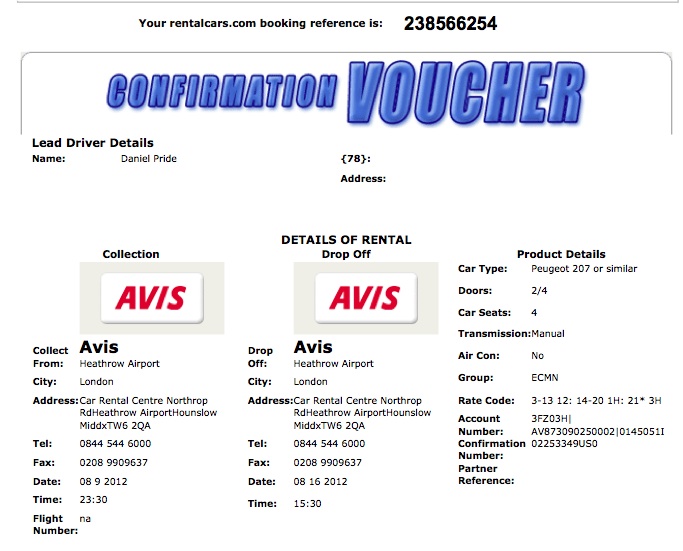 Your rentalcars.com booking reference is: 238566254
CONFIRMATION VOUCHER
Lead Driver Details
Name: Daniel Pride {78}:
Address:
DETAILS OF RENTAL
Collection Drop Off Product Details
AVIS AVIS
Car Type: Peugeot 207 or similar
Doors: 2/4
Car Seats: 4
Transmission: Manual
Air Con: No
Group: ECMN
Rate Code: 3-13 12: 14-20 1H: 21* 3H
Account Number: 3FZ03H|
AV873090250002|0145051I
Confirmation Number: 02253349US0
Partner Reference:
Collect From: Avis
Heathrow Airport
City: London
Address: Car Rental Centre Northrop
RdHeathrow AirportHounslow
MiddxTW6 2QA
Tel: 0844 544 6000
Fax: 0208 9909637
Date: 08 9 2012
Time: 23:30
Flight Number: na
Drop Off: Avis
Heathrow Airport
City: London
Address: Car Rental Centre Northrop
RdHeathrow AirportHounslow
MiddxTW6 2QA
Tel: 0844 544 6000
Fax: 0208 9909637
Date: 08 16 2012
Time: 15:30